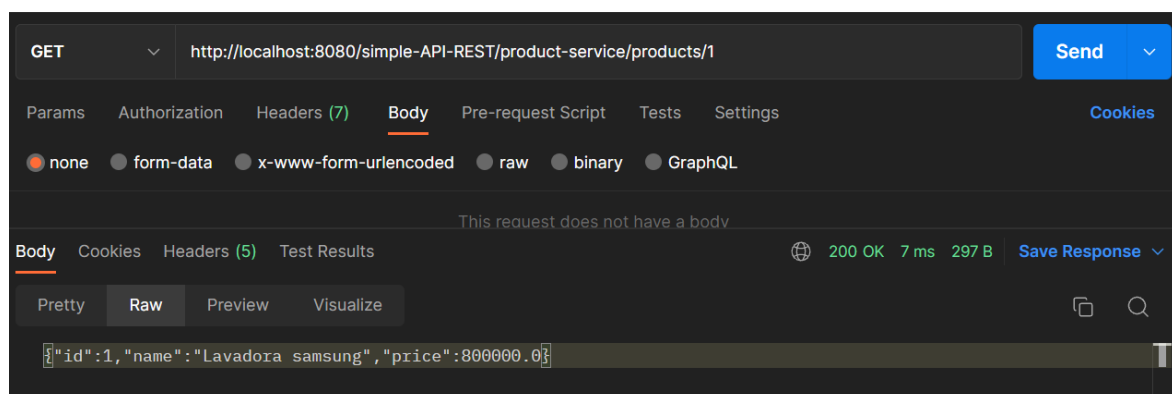 GET http://localhost:8080/simple-API-REST/product-service/products/1 Send
Params Authorization Headers (7) Body Pre-request Script Tests Settings Cookies
none form-data x-www-form-urlencoded raw binary GraphQL
This request does not have a body
Body Cookies Headers (5) Test Results 200 OK 7 ms 297 B Save Response
Pretty Raw Preview Visualize
{"id":1,"name":"Lavadora samsung","price":800000.0}